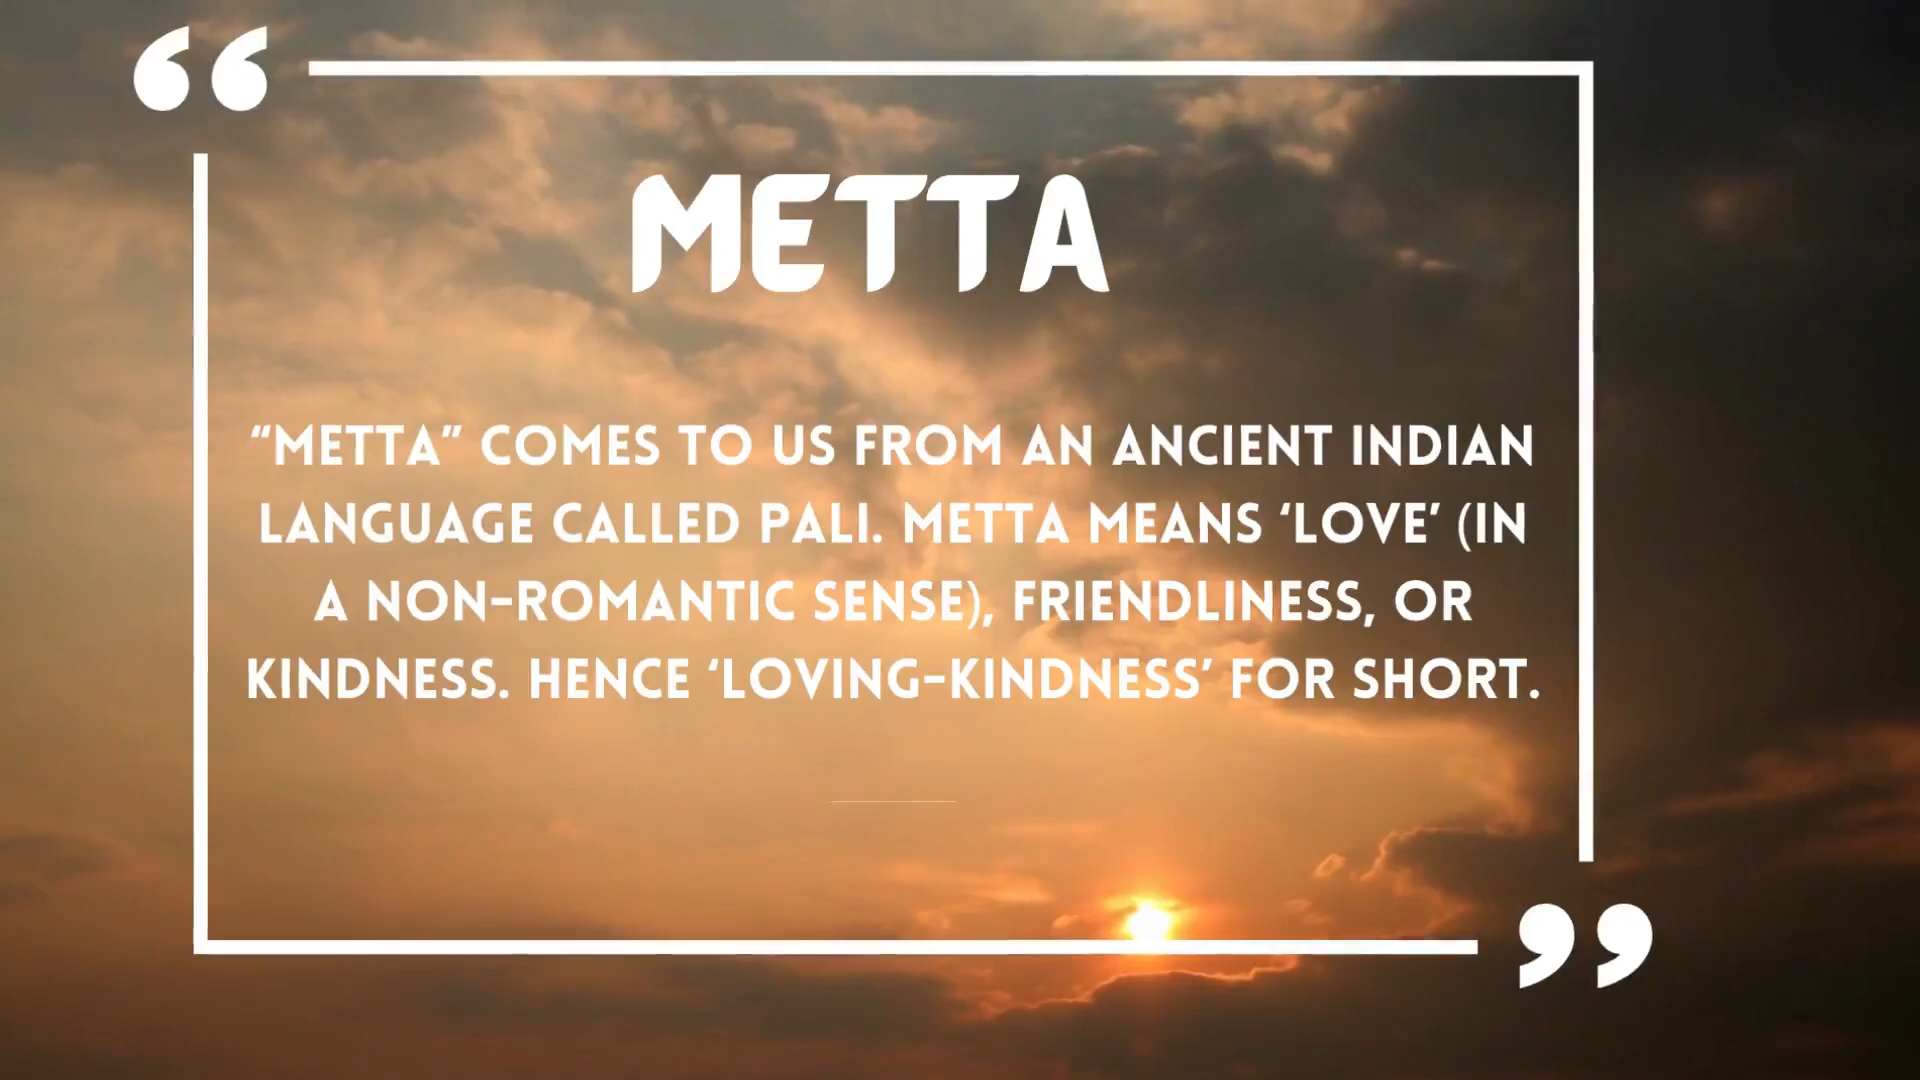 “
METTA
“METTA” COMES TO US FROM AN ANCIENT INDIAN
LANGUAGE CALLED PALI. METTA MEANS ‘LOVE’ (IN
A NON-ROMANTIC SENSE), FRIENDLINESS, OR
KINDNESS. HENCE ‘LOVING-KINDNESS’ FOR SHORT.
”